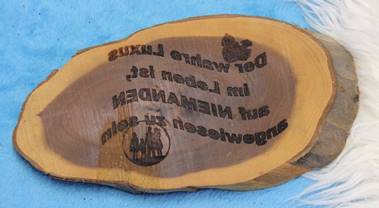 Der wahre Luxus
im Leben ist,
auf NIEMANDEN
angewiesen zu sein